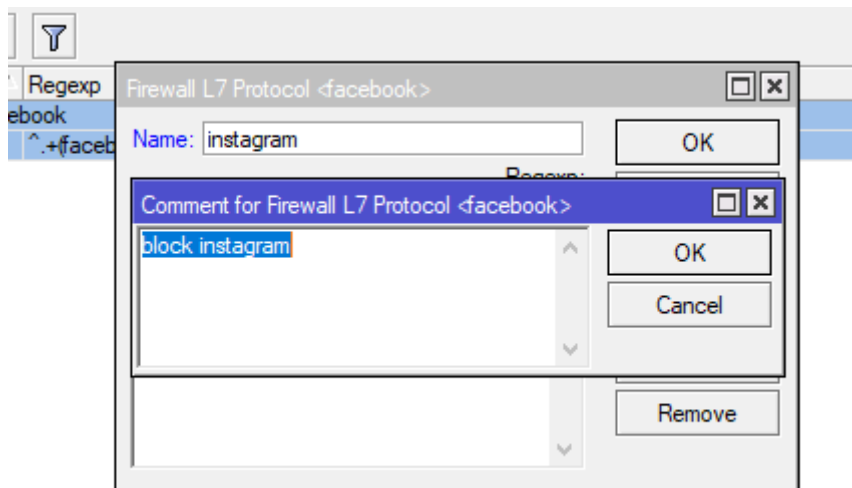 Regexp
Firewall L7 Protocol <facebook>
ebook
^.+(faceb
Name: instagram
OK
Regexp:
Comment for Firewall L7 Protocol <facebook>
block instagram
OK
Cancel
Remove